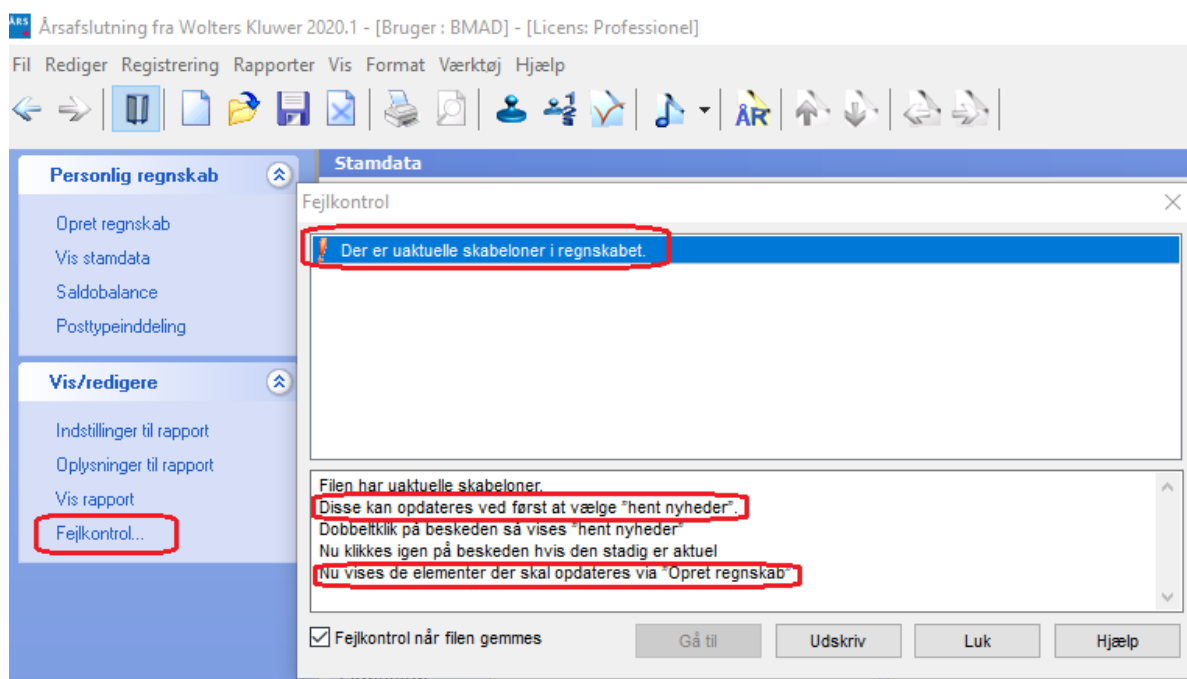 ÅRS
Årsafslutning fra Wolters Kluwer 2020.1 - [Bruger : BMAD] - [Licens: Professionel]
Fil Rediger Registrering Rapporter Vis Format Værktøj Hjælp
ÅR
Personlig regnskab
Opret regnskab
Vis stamdata
Saldobalance
Posttypeinddeling
Vis/redigere
Indstillinger til rapport
Oplysninger til rapport
Vis rapport
Fejlkontrol...
Stamdata
Fejlkontrol
Der er uaktuelle skabeloner i regnskabet.
Filen har uaktuelle skabeloner.
Disse kan opdateres ved først at vælge "hent nyheder".
Dobbeltklik på beskeden så vises "hent nyheder"
Nu klikkes igen på beskeden hvis den stadig er aktuel
Nu vises de elementer der skal opdateres via "Opret regnskab"
Fejlkontrol når filen gemmes
Gå til Udskriv Luk Hjælp